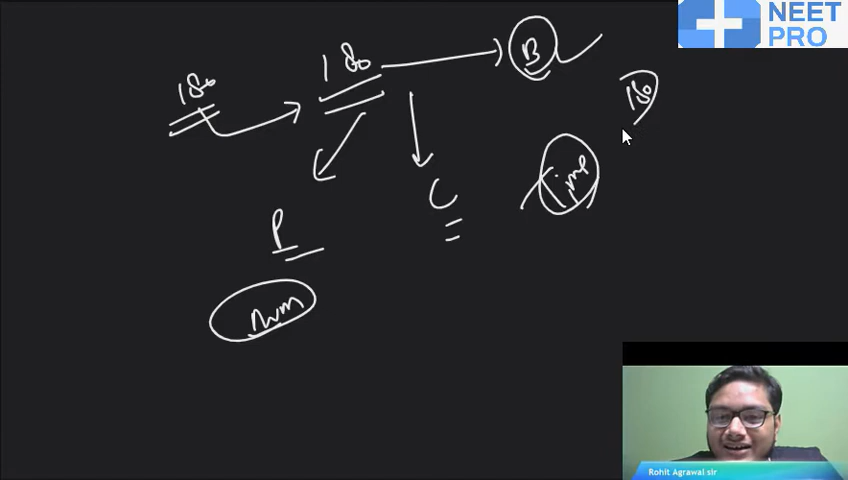 NEET
PRO
180
180
B
180
Time
C
P
Num
Rohit Agrawal sir